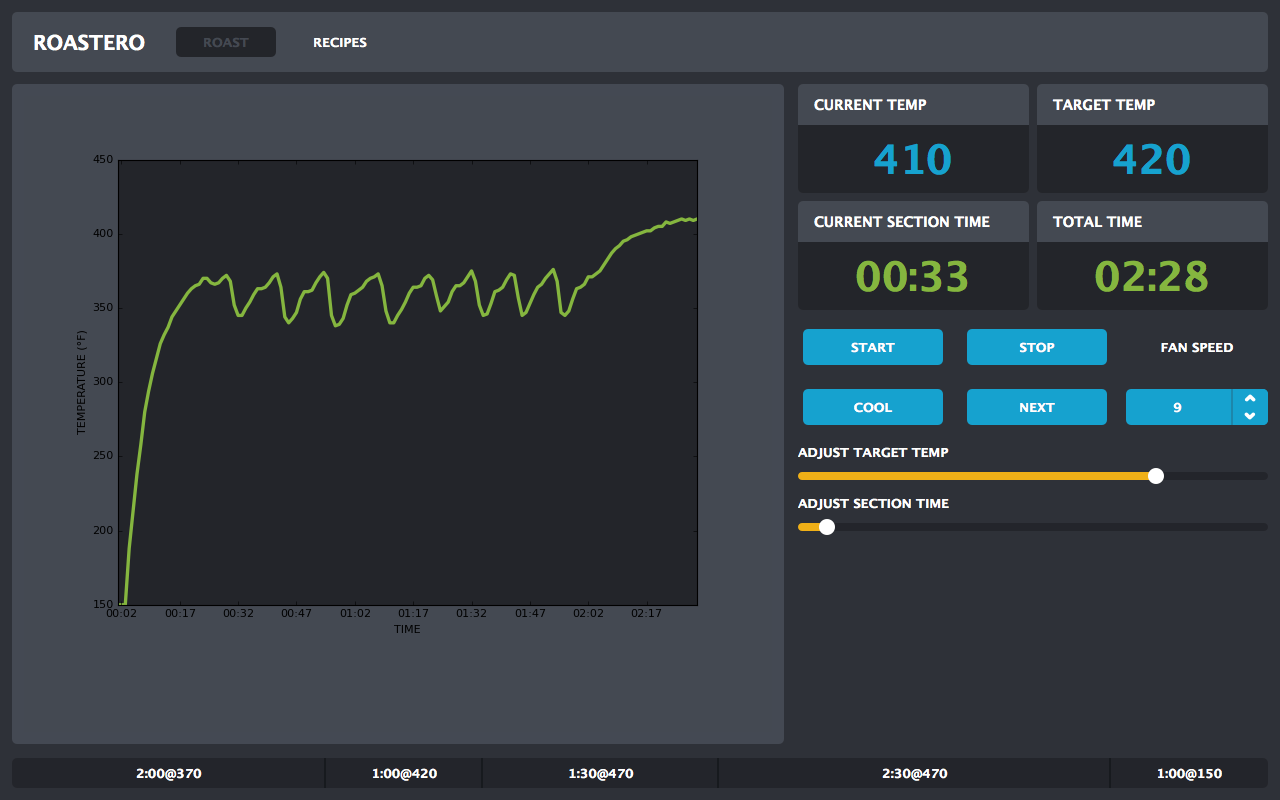 ROASTERO
ROAST
RECIPES
CURRENT TEMP
TARGET TEMP
410
420
CURRENT SECTION TIME
TOTAL TIME
00:33
02:28
START
STOP
FAN SPEED
COOL
NEXT
9
ADJUST TARGET TEMP
ADJUST SECTION TIME
450
400
350
300
250
200
150
TEMPERATURE (°F)
00:02 00:17 00:32 00:47 01:02 01:17 01:32 01:47 02:02 02:17
TIME
2:00@370
1:00@420
1:30@470
2:30@470
1:00@150